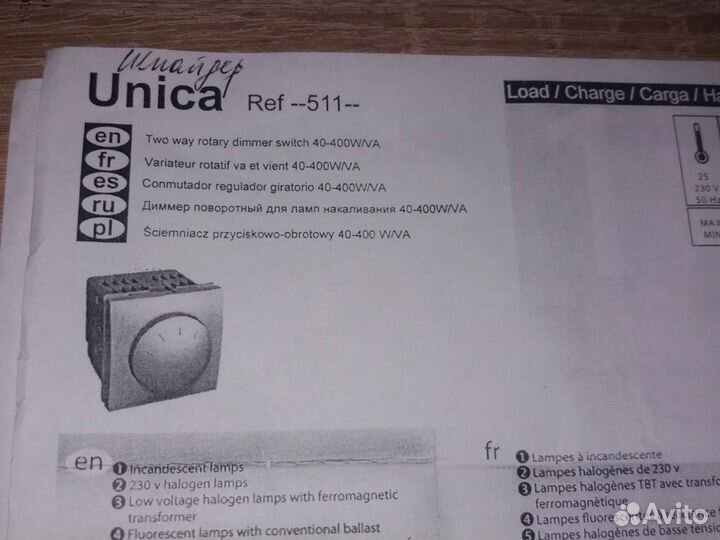 Шнайдер
Unica Ref --511--
en Two way rotary dimmer switch 40-400W/VA
fr Variateur rotatif va et vient 40-400W/VA
es Conmutador regulador giratorio 40-400W/VA
ru Диммер поворотный для ламп накаливания 40-400W/VA
pl Ściemniacz przyciskowo-obrotowy 40-400 W/VA
Load / Charge / Carga / Ha
25
230 V
50 Hz
MAX
MIN
en
1 Incandescent lamps
2 230 v halogen lamps
3 Low voltage halogen lamps with ferromagnetic
transformer
4 Fluorescent lamps with conventional ballast
fr
1 Lampes à incandescente
2 Lampes halogènes de 230 v
3 Lampes halogènes TBT avec transfo
ferromagnétique
4 Lampes
5 Lampes halogènes de basse tensio
Avito